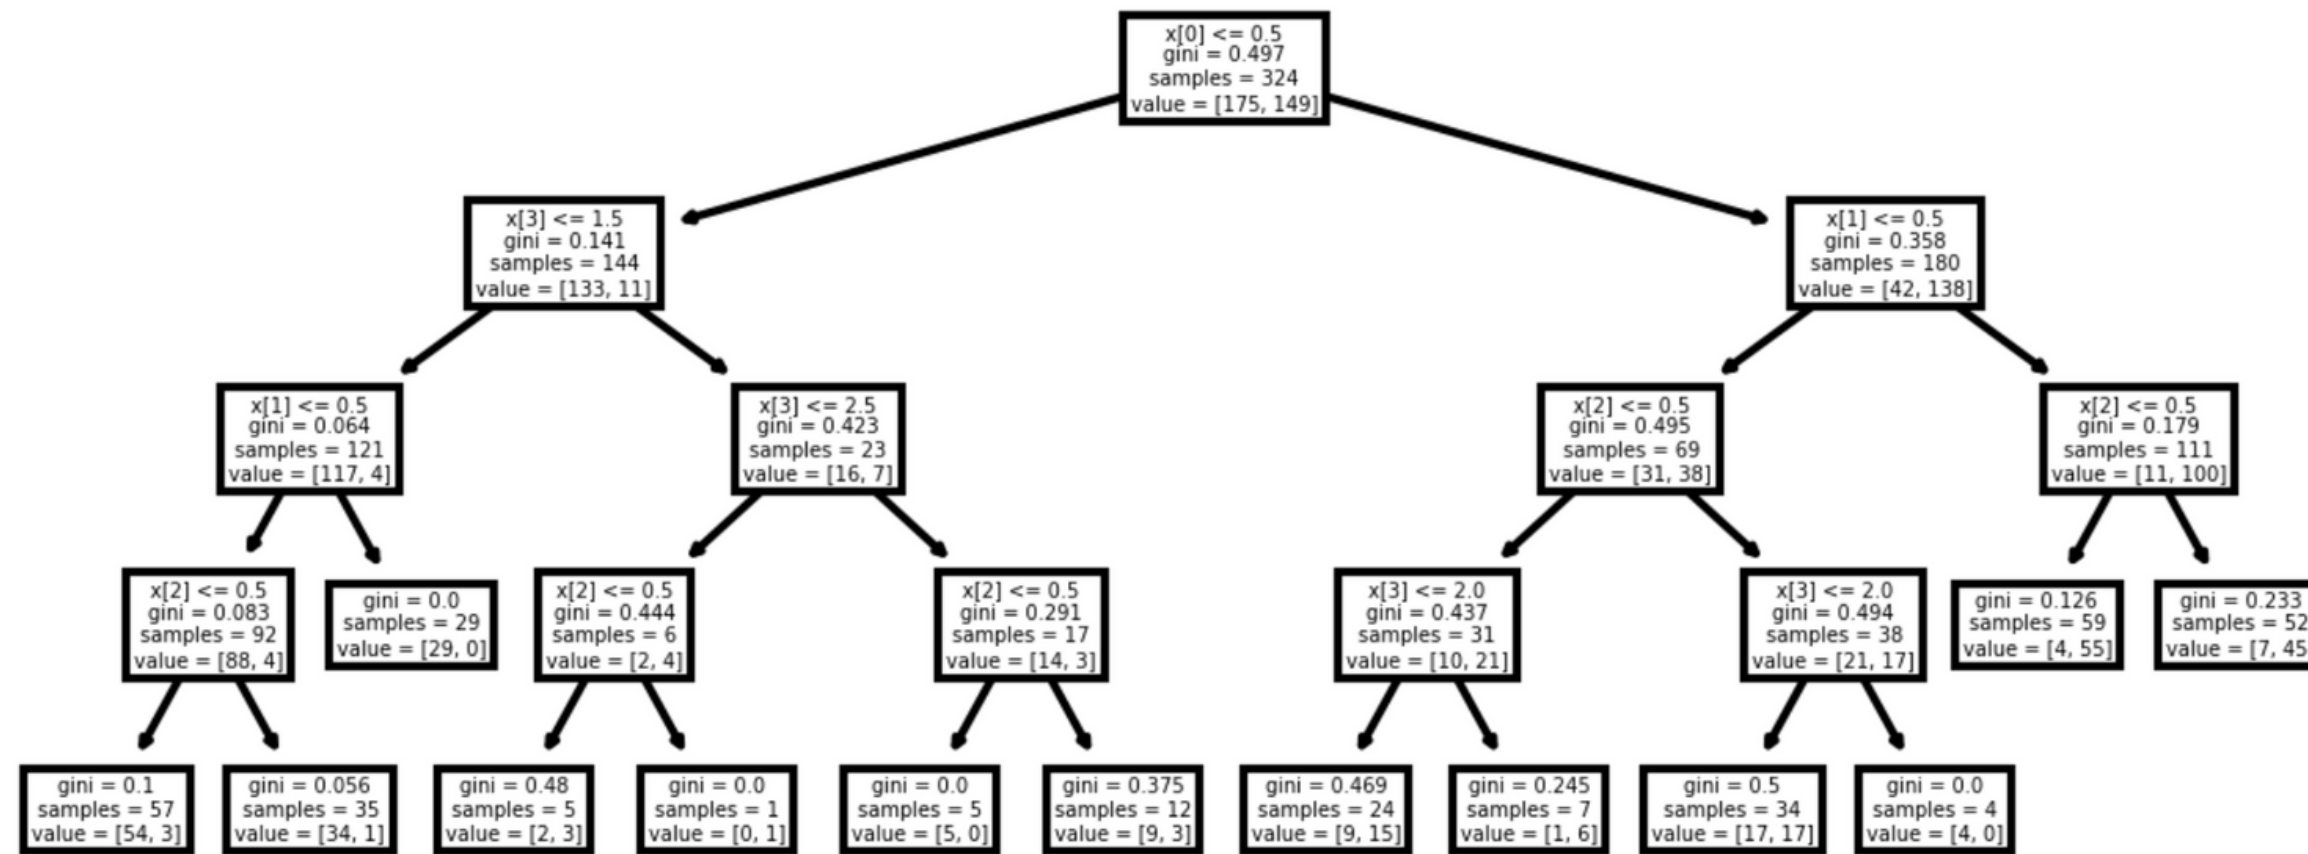 x[0] <= 0.5
gini = 0.497
samples = 324
value = [175, 149]
x[3] <= 1.5
gini = 0.141
samples = 144
value = [133, 11]
x[1] <= 0.5
gini = 0.358
samples = 180
value = [42, 138]
x[1] <= 0.5
gini = 0.064
samples = 121
value = [117, 4]
x[3] <= 2.5
gini = 0.423
samples = 23
value = [16, 7]
x[2] <= 0.5
gini = 0.495
samples = 69
value = [31, 38]
x[2] <= 0.5
gini = 0.179
samples = 111
value = [11, 100]
x[2] <= 0.5
gini = 0.083
samples = 92
value = [88, 4]
gini = 0.0
samples = 29
value = [29, 0]
x[2] <= 0.5
gini = 0.444
samples = 6
value = [2, 4]
x[2] <= 0.5
gini = 0.291
samples = 17
value = [14, 3]
x[3] <= 2.0
gini = 0.437
samples = 31
value = [10, 21]
x[3] <= 2.0
gini = 0.494
samples = 38
value = [21, 17]
gini = 0.126
samples = 59
value = [4, 55]
gini = 0.233
samples = 52
value = [7, 45
gini = 0.1
samples = 57
value = [54, 3]
gini = 0.056
samples = 35
value = [34, 1]
gini = 0.48
samples = 5
value = [2, 3]
gini = 0.0
samples = 1
value = [0, 1]
gini = 0.0
samples = 5
value = [5, 0]
gini = 0.375
samples = 12
value = [9, 3]
gini = 0.469
samples = 24
value = [9, 15]
gini = 0.245
samples = 7
value = [1, 6]
gini = 0.5
samples = 34
value = [17, 17]
gini = 0.0
samples = 4
value = [4, 0]